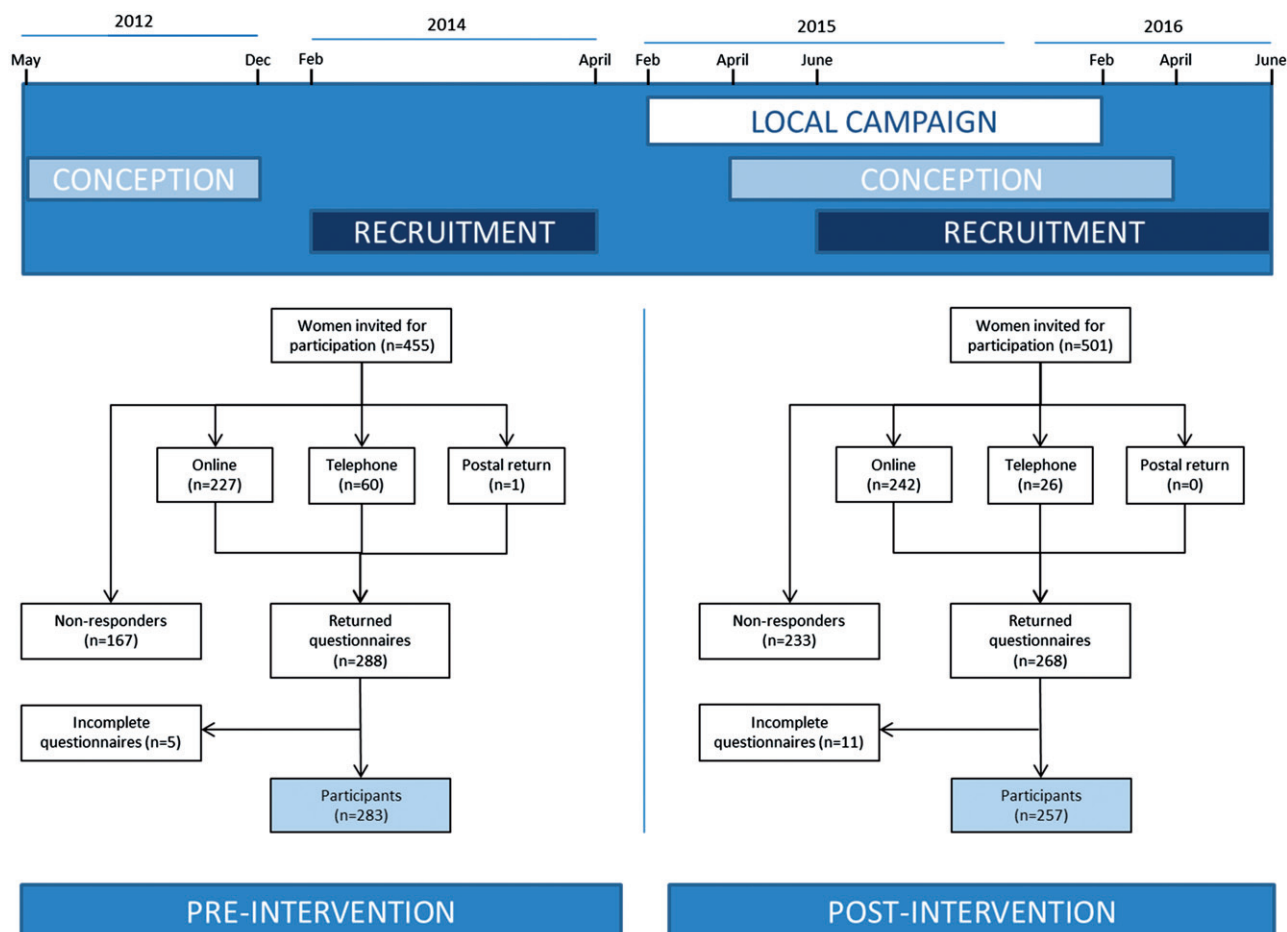 2012
2014
2015
2016
May
Dec
Feb
April
Feb
April
June
Feb
April
June
LOCAL CAMPAIGN
CONCEPTION
CONCEPTION
RECRUITMENT
RECRUITMENT
Women invited for
participation (n=455)
Online
(n=227)
Telephone
(n=60)
Postal return
(n=1)
Non-responders
(n=167)
Returned
questionnaires
(n=288)
Incomplete
questionnaires (n=5)
Participants
(n=283)
Women invited for
participation (n=501)
Online
(n=242)
Telephone
(n=26)
Postal return
(n=0)
Non-responders
(n=233)
Returned
questionnaires
(n=268)
Incomplete
questionnaires (n=11)
Participants
(n=257)
PRE-INTERVENTION
POST-INTERVENTION